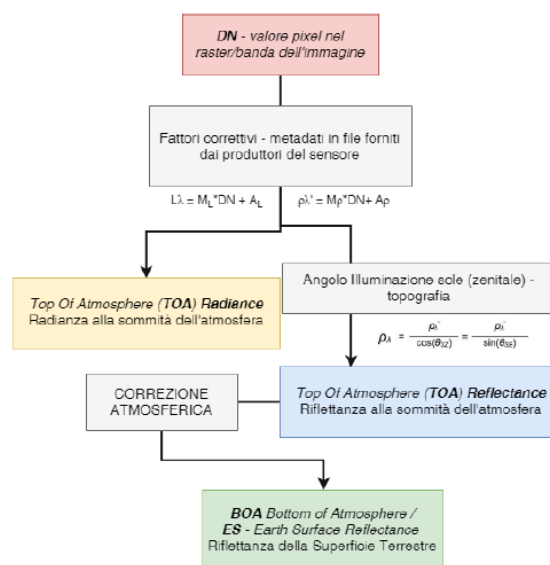 DN - valore pixel nel
raster/banda dell'immagine
Fattori correttivi - metadati in file forniti
dai produttori del sensore
Lλ = M_L*DN + A_L
ρλ' = Mρ*DN+ Aρ
Top Of Atmosphere (TOA) Radiance
Radianza alla sommità dell'atmosfera
Angolo Illuminazione sole (zenitale) -
topografia
ρλ = ρλ' / cos(θSZ) = ρλ' / sin(θSE)
CORREZIONE
ATMOSFERICA
Top Of Atmosphere (TOA) Reflectance
Riflettanza alla sommità dell'atmosfera
BOA Bottom of Atmosphere /
ES - Earth Surface Reflectance
Riflettanza della Superficie Terrestre